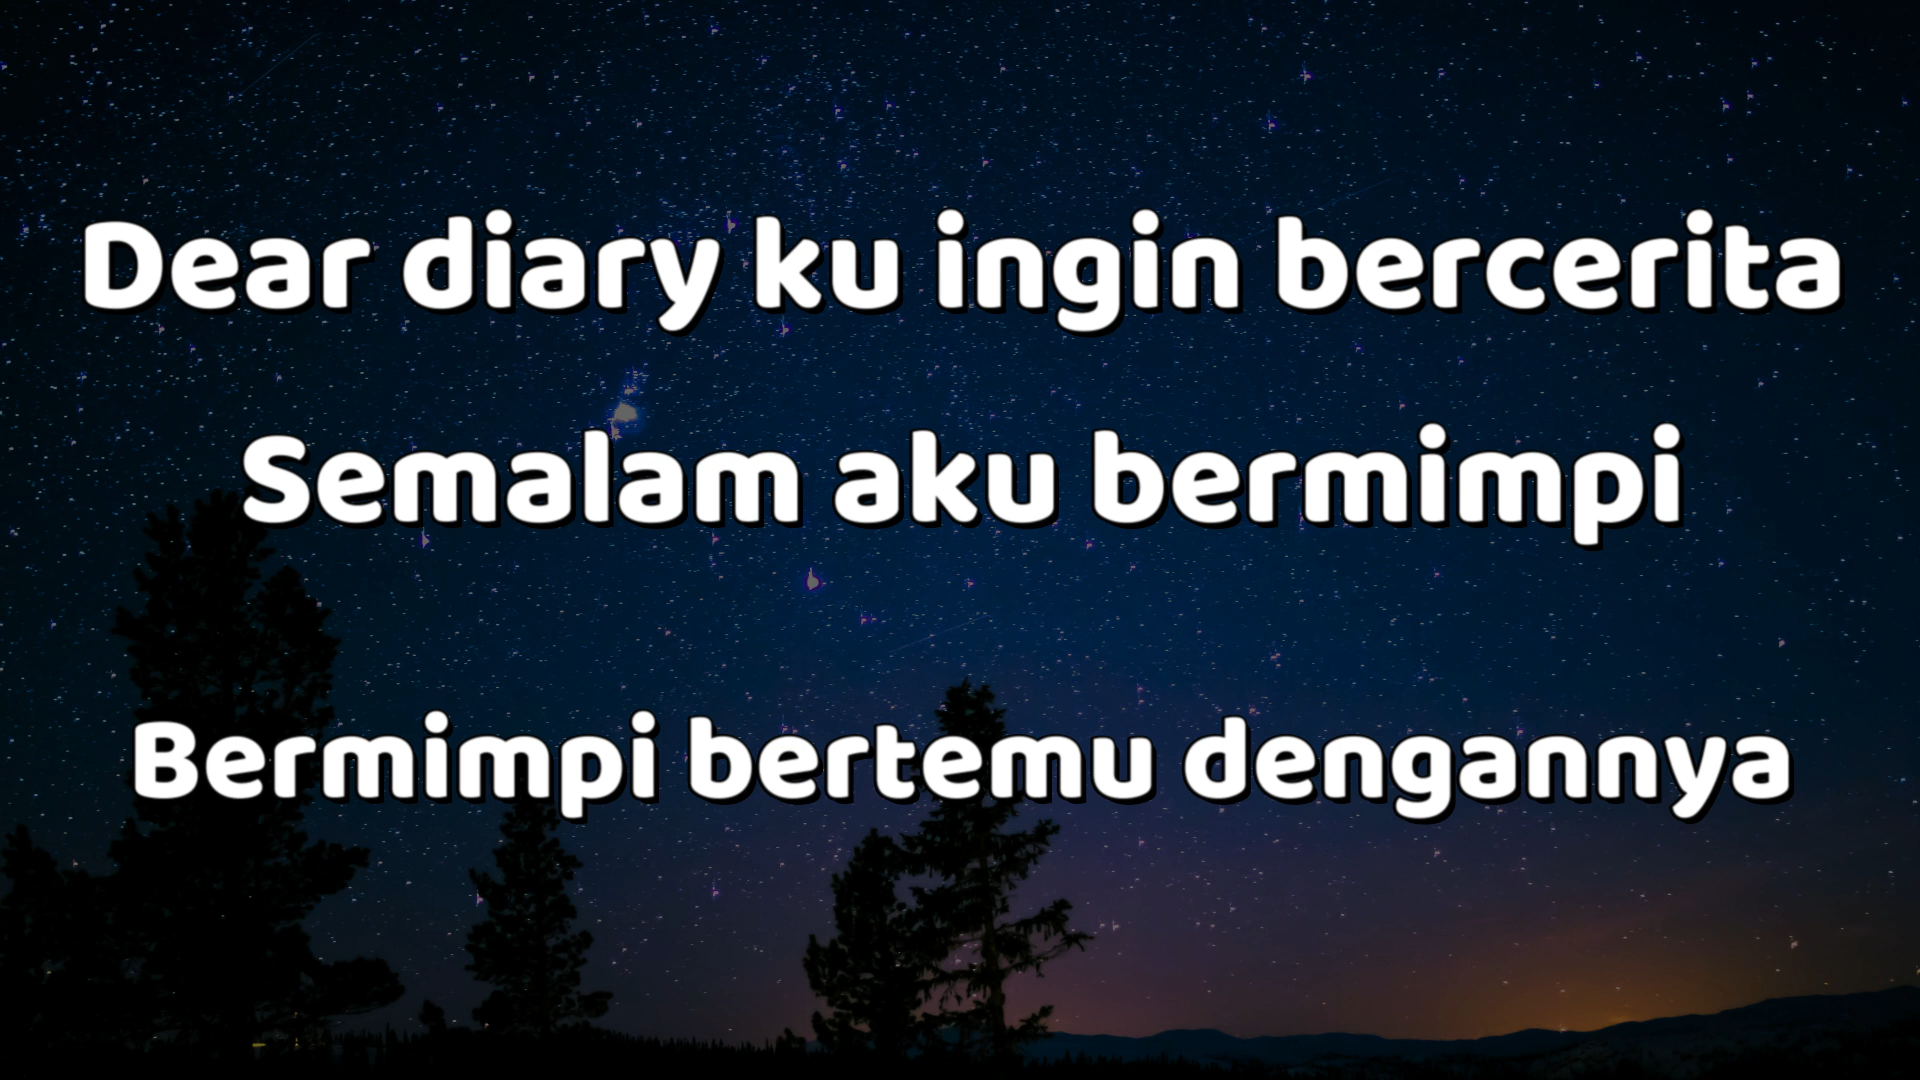 Dear diary ku ingin bercerita
Semalam aku bermimpi
Bermimpi bertemu dengannya